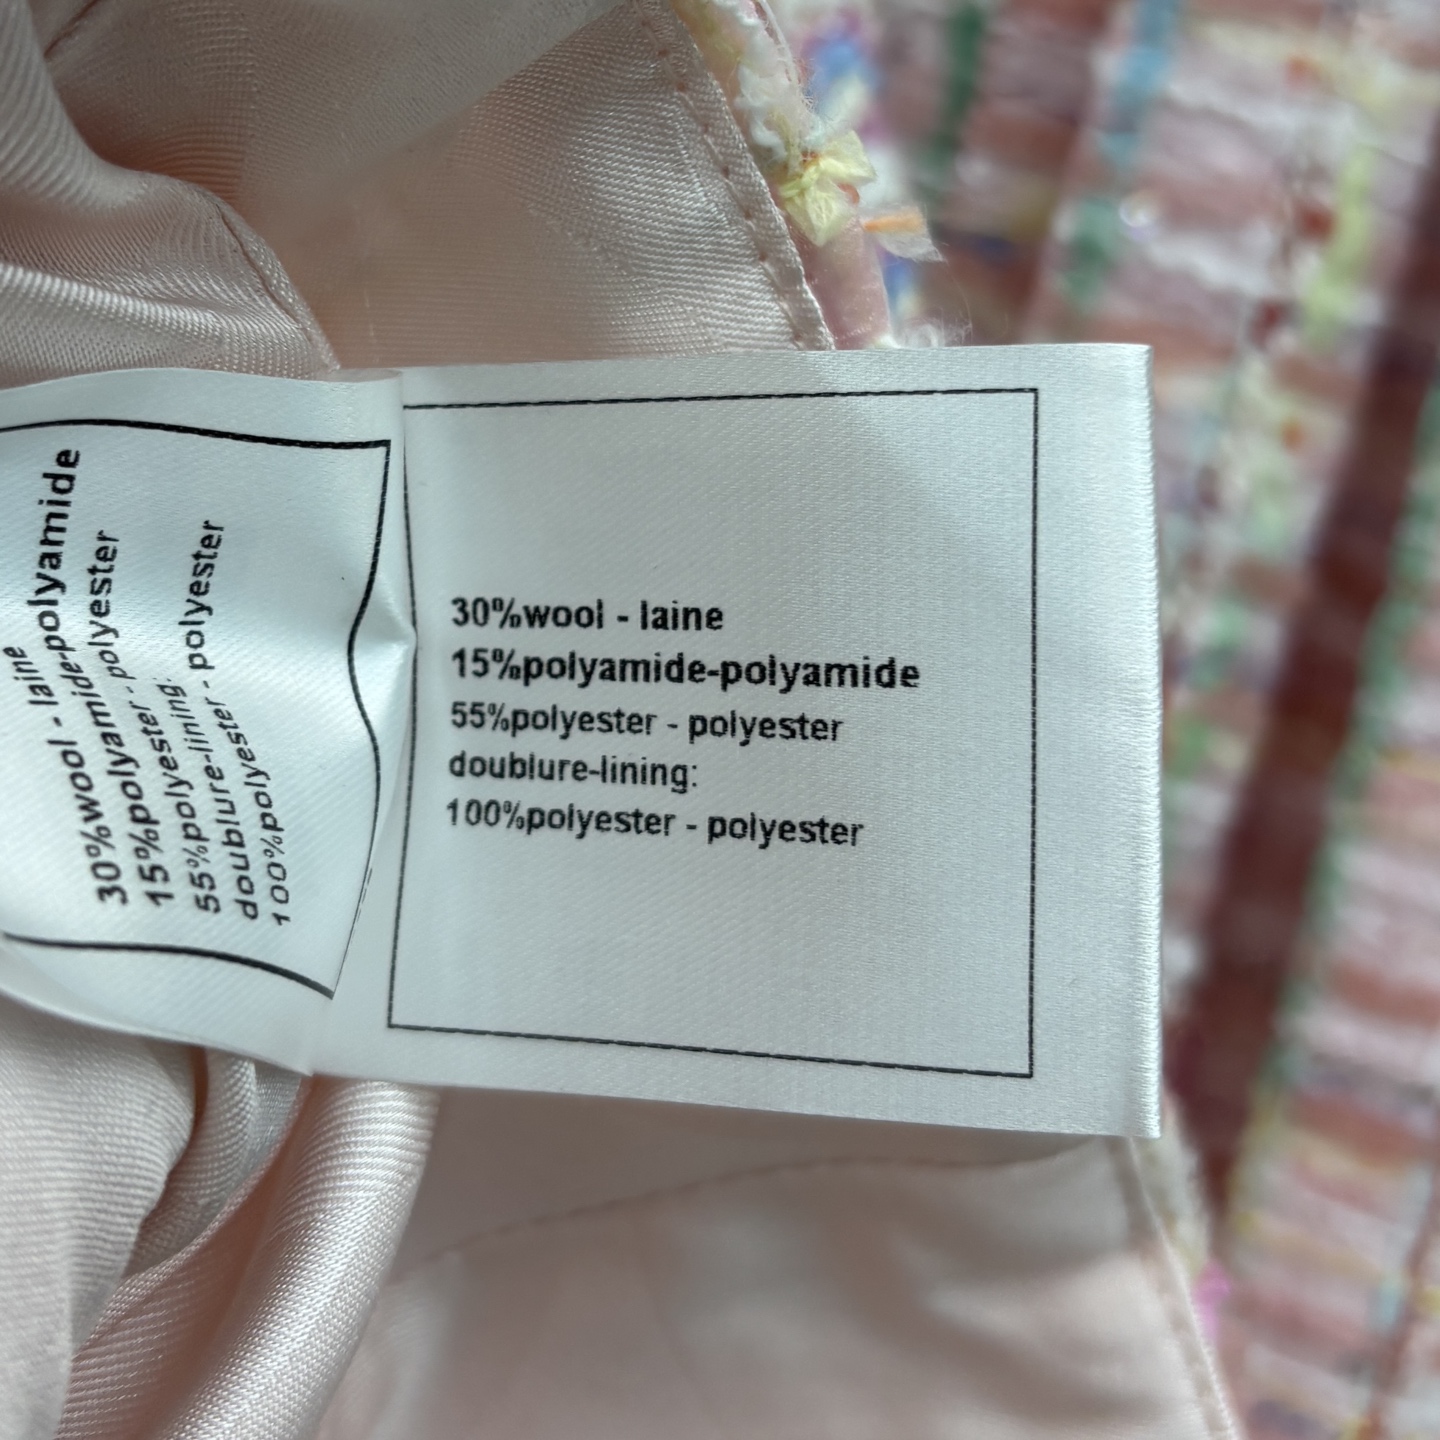 30%wool - laine
15%polyamide-polyamide
55%polyester - polyester
doublure-lining:
100%polyester - polyester
30%wool - laine
15%polyamide-polyamide
55%polyester - polyester
doublure-lining:
100%polyester - polyester